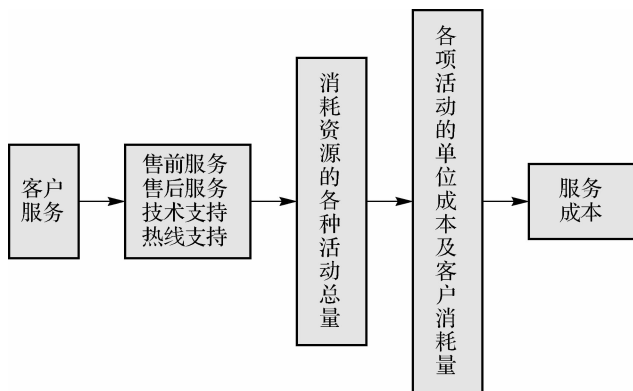 客户
服务
售前服务
售后服务
技术支持
热线支持
消耗资源的各种活动总量
各项活动的单位成本及客户消耗量
服务
成本